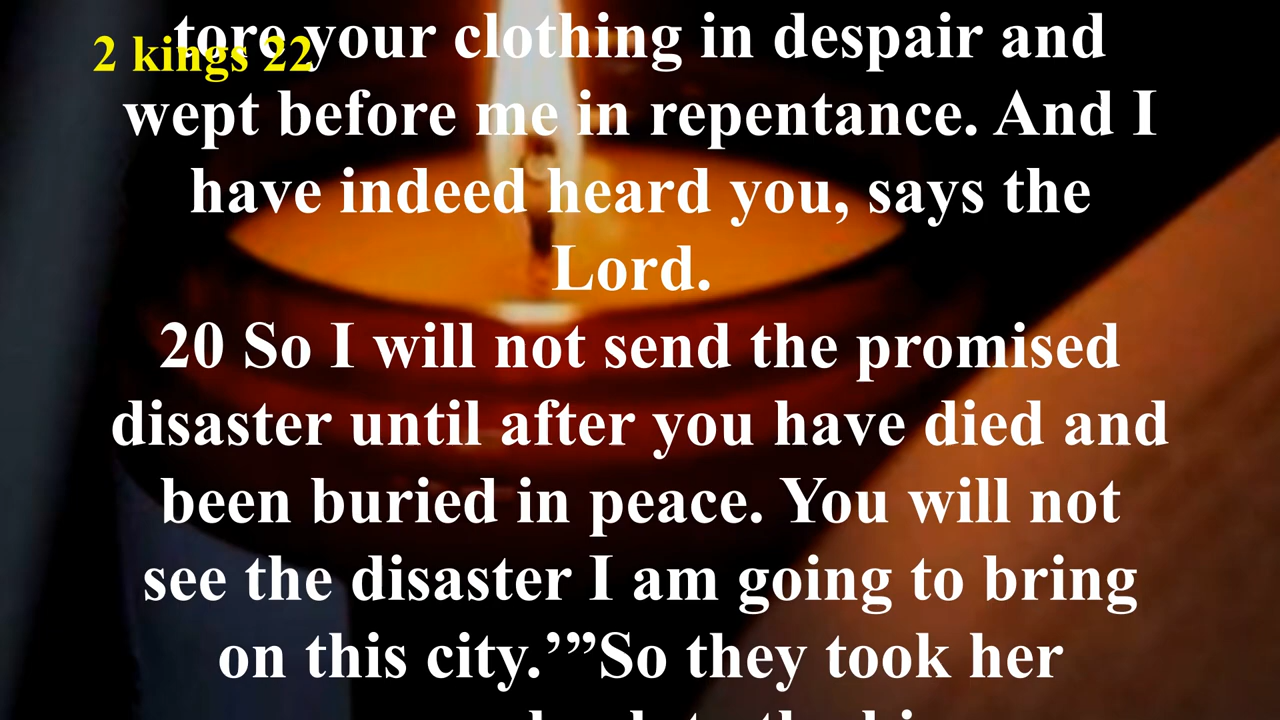 2 kings 22
tore your clothing in despair and
wept before me in repentance. And I
have indeed heard you, says the
Lord.
20 So I will not send the promised
disaster until after you have died and
been buried in peace. You will not
see the disaster I am going to bring
on this city.’”’So they took her